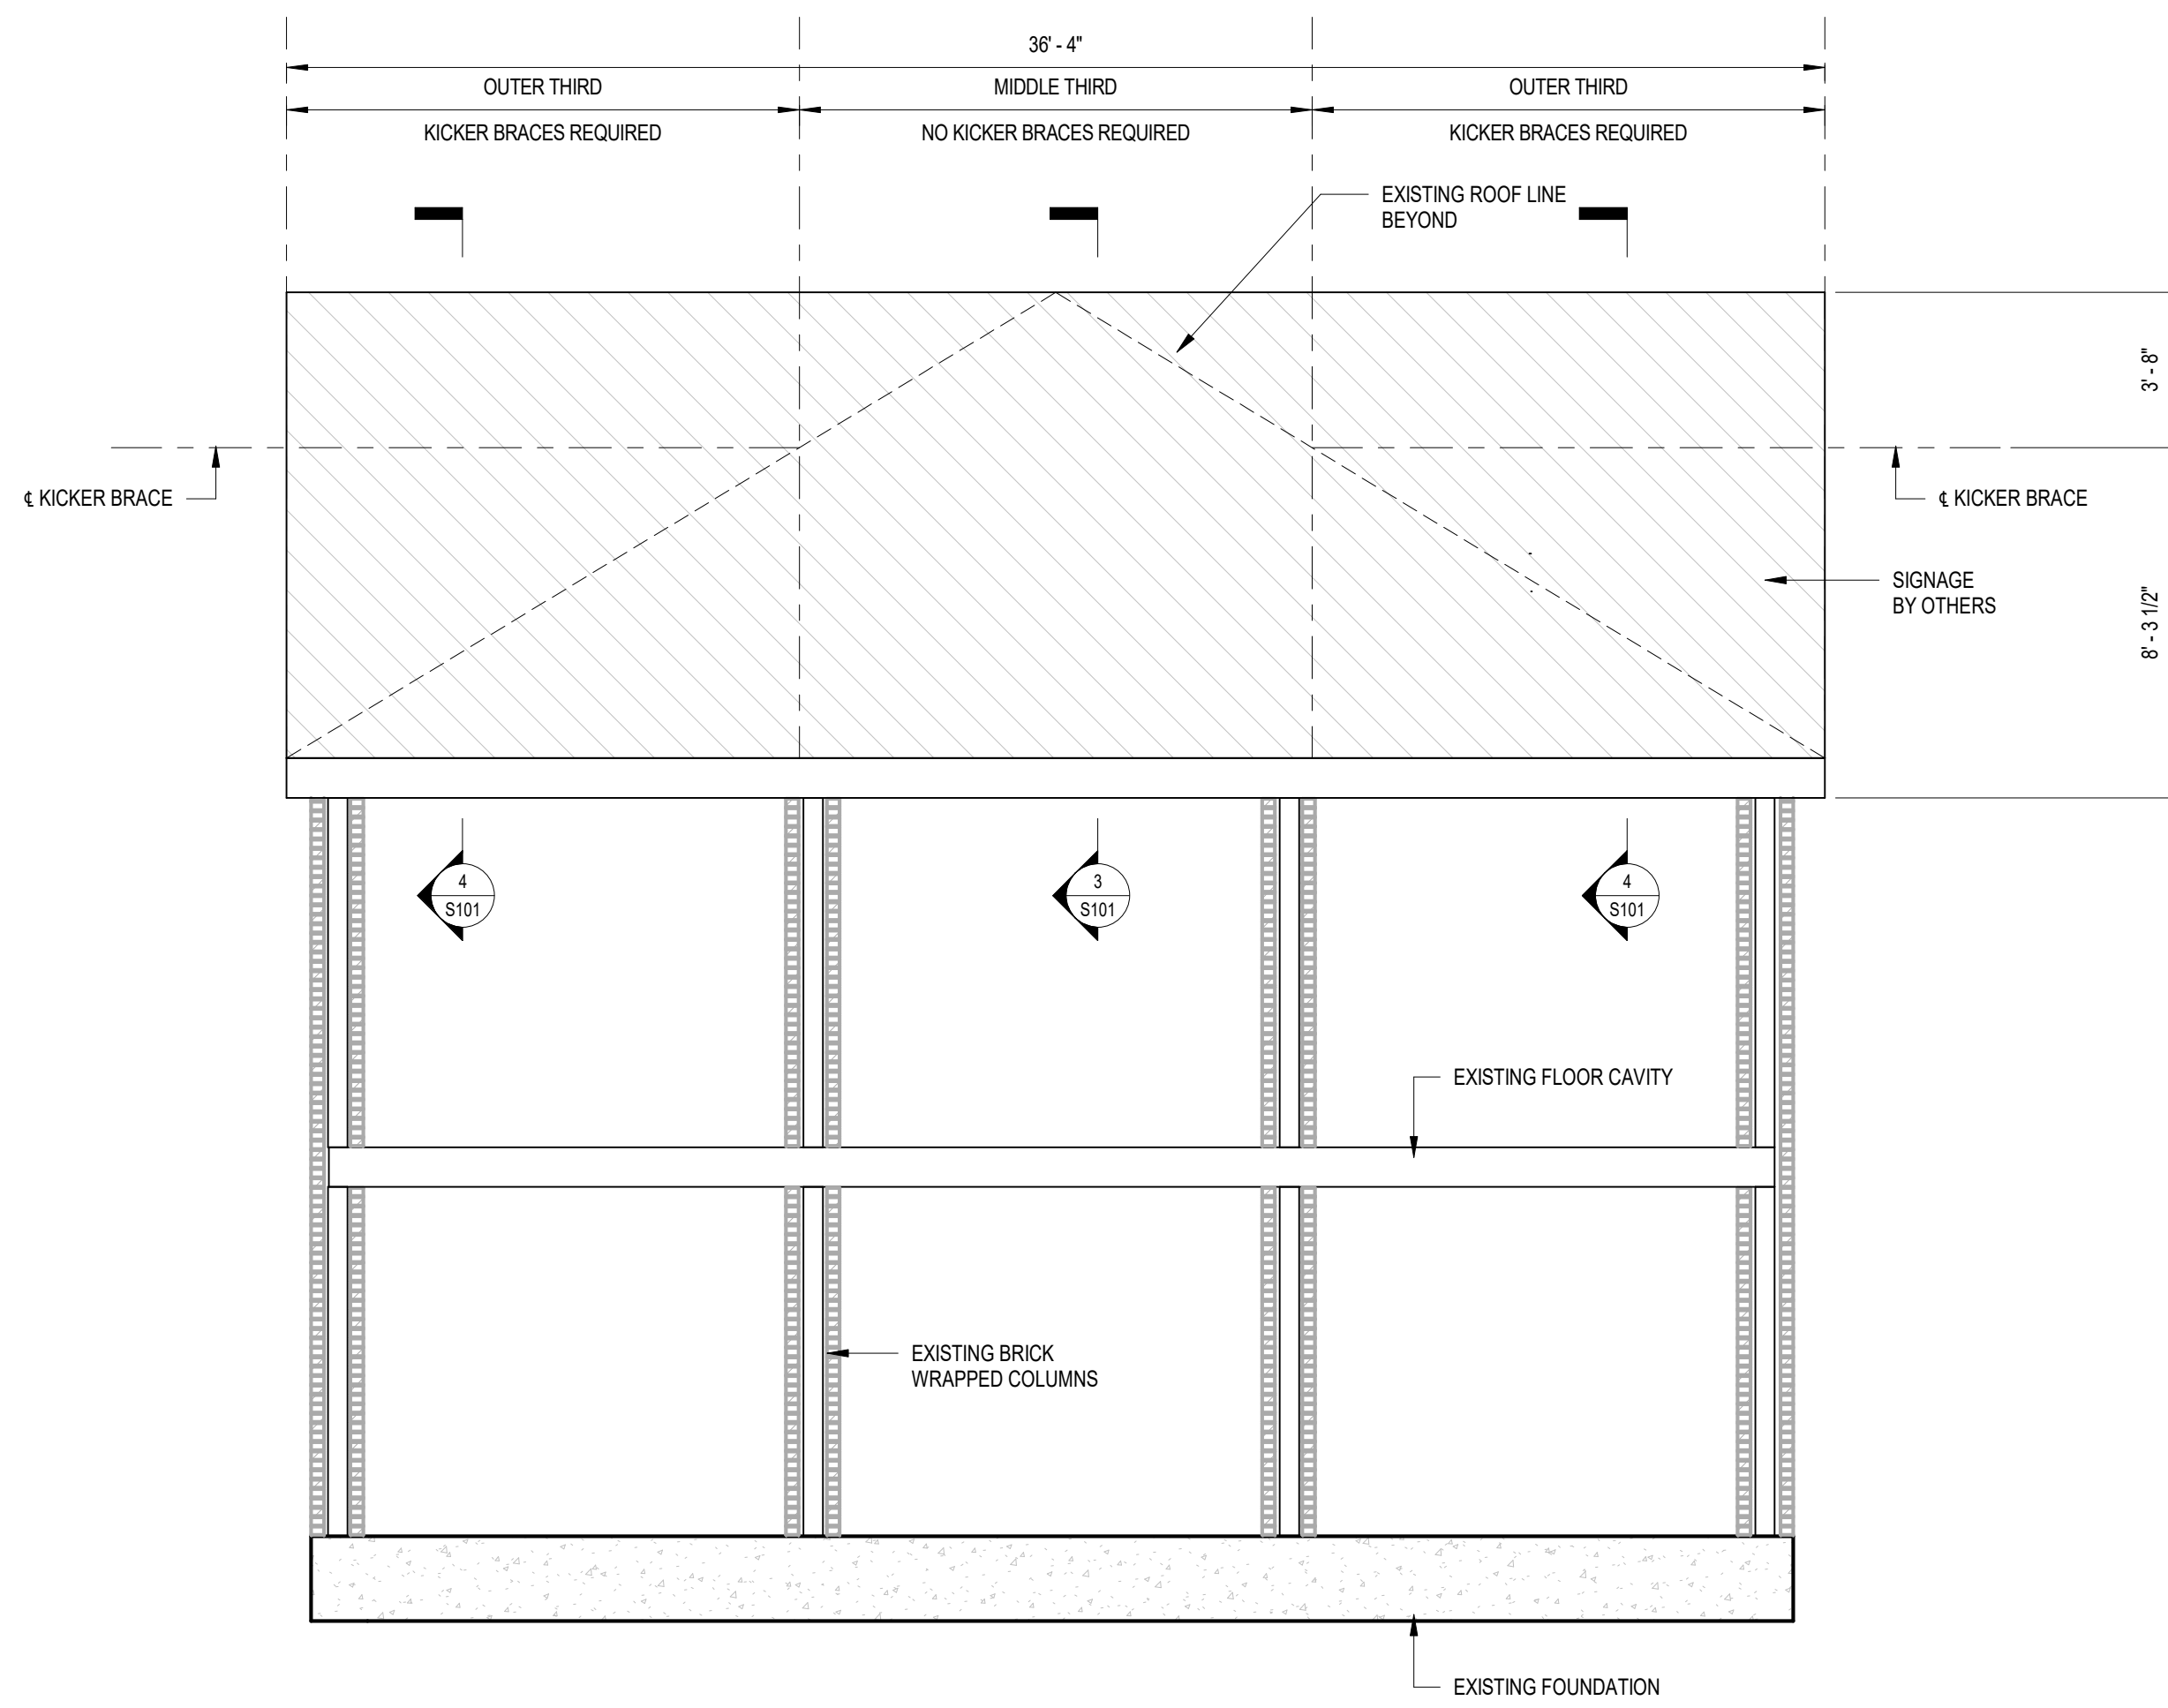 36' - 4"
OUTER THIRD
MIDDLE THIRD
OUTER THIRD
KICKER BRACES REQUIRED
NO KICKER BRACES REQUIRED
KICKER BRACES REQUIRED
EXISTING ROOF LINE
BEYOND
3' - 8"
℄ KICKER BRACE
℄ KICKER BRACE
SIGNAGE
BY OTHERS
8' - 3 1/2"
4
S101
3
S101
4
S101
EXISTING FLOOR CAVITY
EXISTING BRICK
WRAPPED COLUMNS
EXISTING FOUNDATION